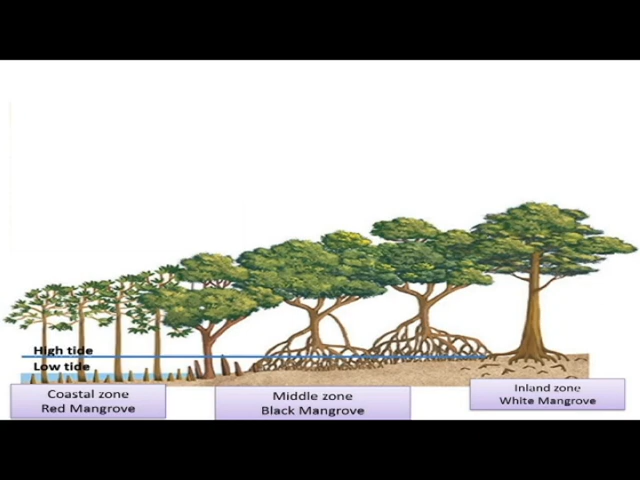 High tide
Low tide
Coastal zone
Red Mangrove
Middle zone
Black Mangrove
Inland zone
White Mangrove